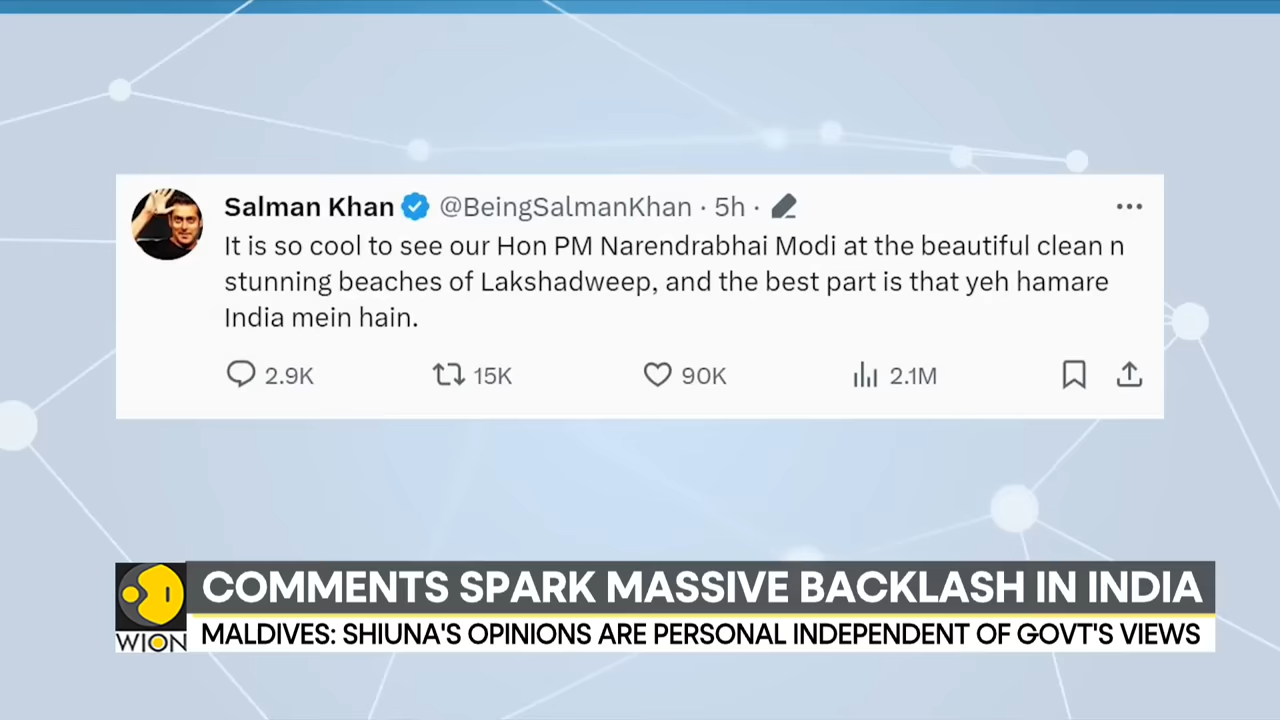 Salman Khan @BeingSalmanKhan · 5h ·
It is so cool to see our Hon PM Narendrabhai Modi at the beautiful clean n
stunning beaches of Lakshadweep, and the best part is that yeh hamare
India mein hain.
2.9K 15K 90K 2.1M
COMMENTS SPARK MASSIVE BACKLASH IN INDIA
WION
MALDIVES: SHIUNA'S OPINIONS ARE PERSONAL INDEPENDENT OF GOVT'S VIEWS